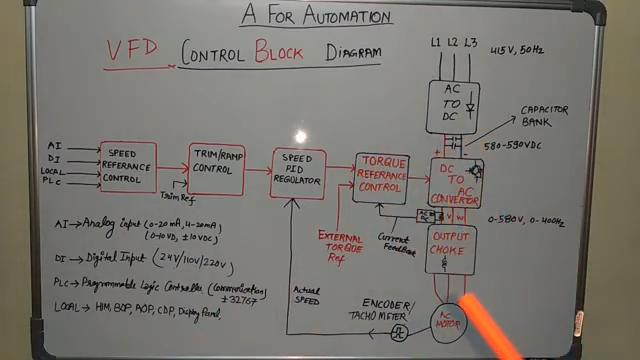 A FOR AUTOMATION
VFD CONTROL BLOCK DIAGRAM
L1 L2 L3
415V, 50Hz
AC
TO
DC
CAPACITOR
BANK
+ -
580-590VDC
AI
DI
LOCAL
PLC
SPEED
REFERANCE
CONTROL
TRIM/RAMP
CONTROL
Trim Ref
SPEED
PID
REGULATOR
TORQUE
REFERANCE
CONTROL
DC
TO
AC
CONVERTOR
EXTERNAL
TORQUE
Ref
Current
Feedback
AC
DC
V W
0-580V, 0-400Hz
OUTPUT
CHOKE
Actual
SPEED
ENCODER/
TACHOMETER
AC
MOTOR
AI → Analog input (0-20mA, 4-20mA)
(0-10VD, ±10VDC)
DI → Digital Input (24V/110V/220V)
PLC → Programmable Logic Controller (Communication)
±32767
LOCAL → HIM, BOP, AOP, CDP, Display Panel.